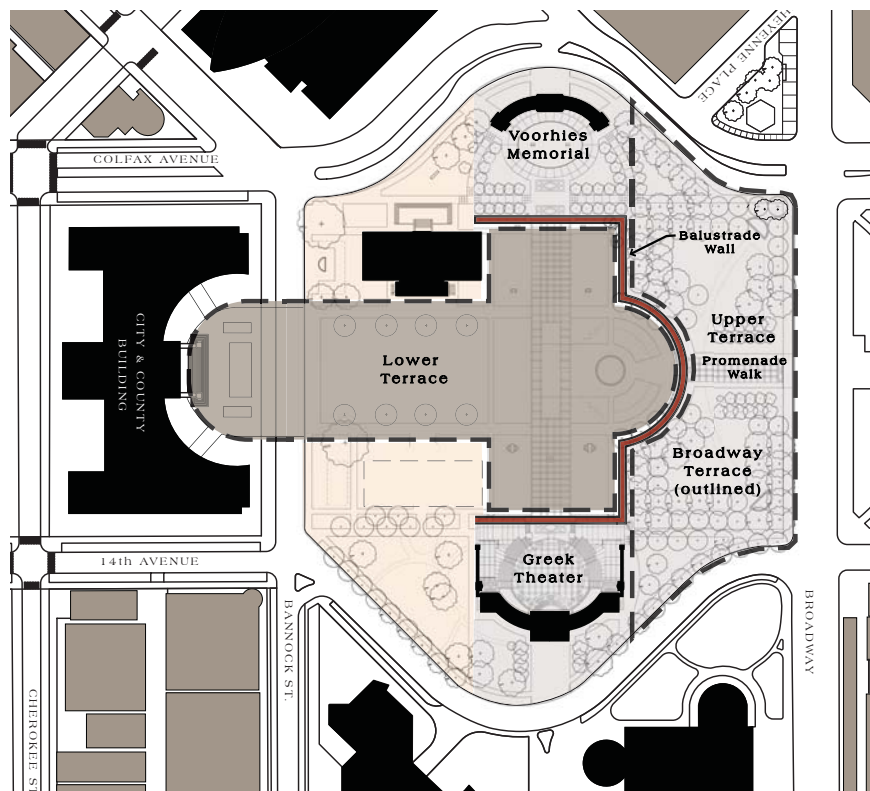 HEYENNE PLACE
COLFAX AVENUE
Voorhies
Memorial
Balustrade
Wall
Upper
Terrace
Promenade
Walk
Lower
Terrace
CITY & COUNTY
BUILDING
Broadway
Terrace
(outlined)
Greek
Theater
14th AVENUE
BANNOCK ST.
BROADWAY
CHEROKEE ST